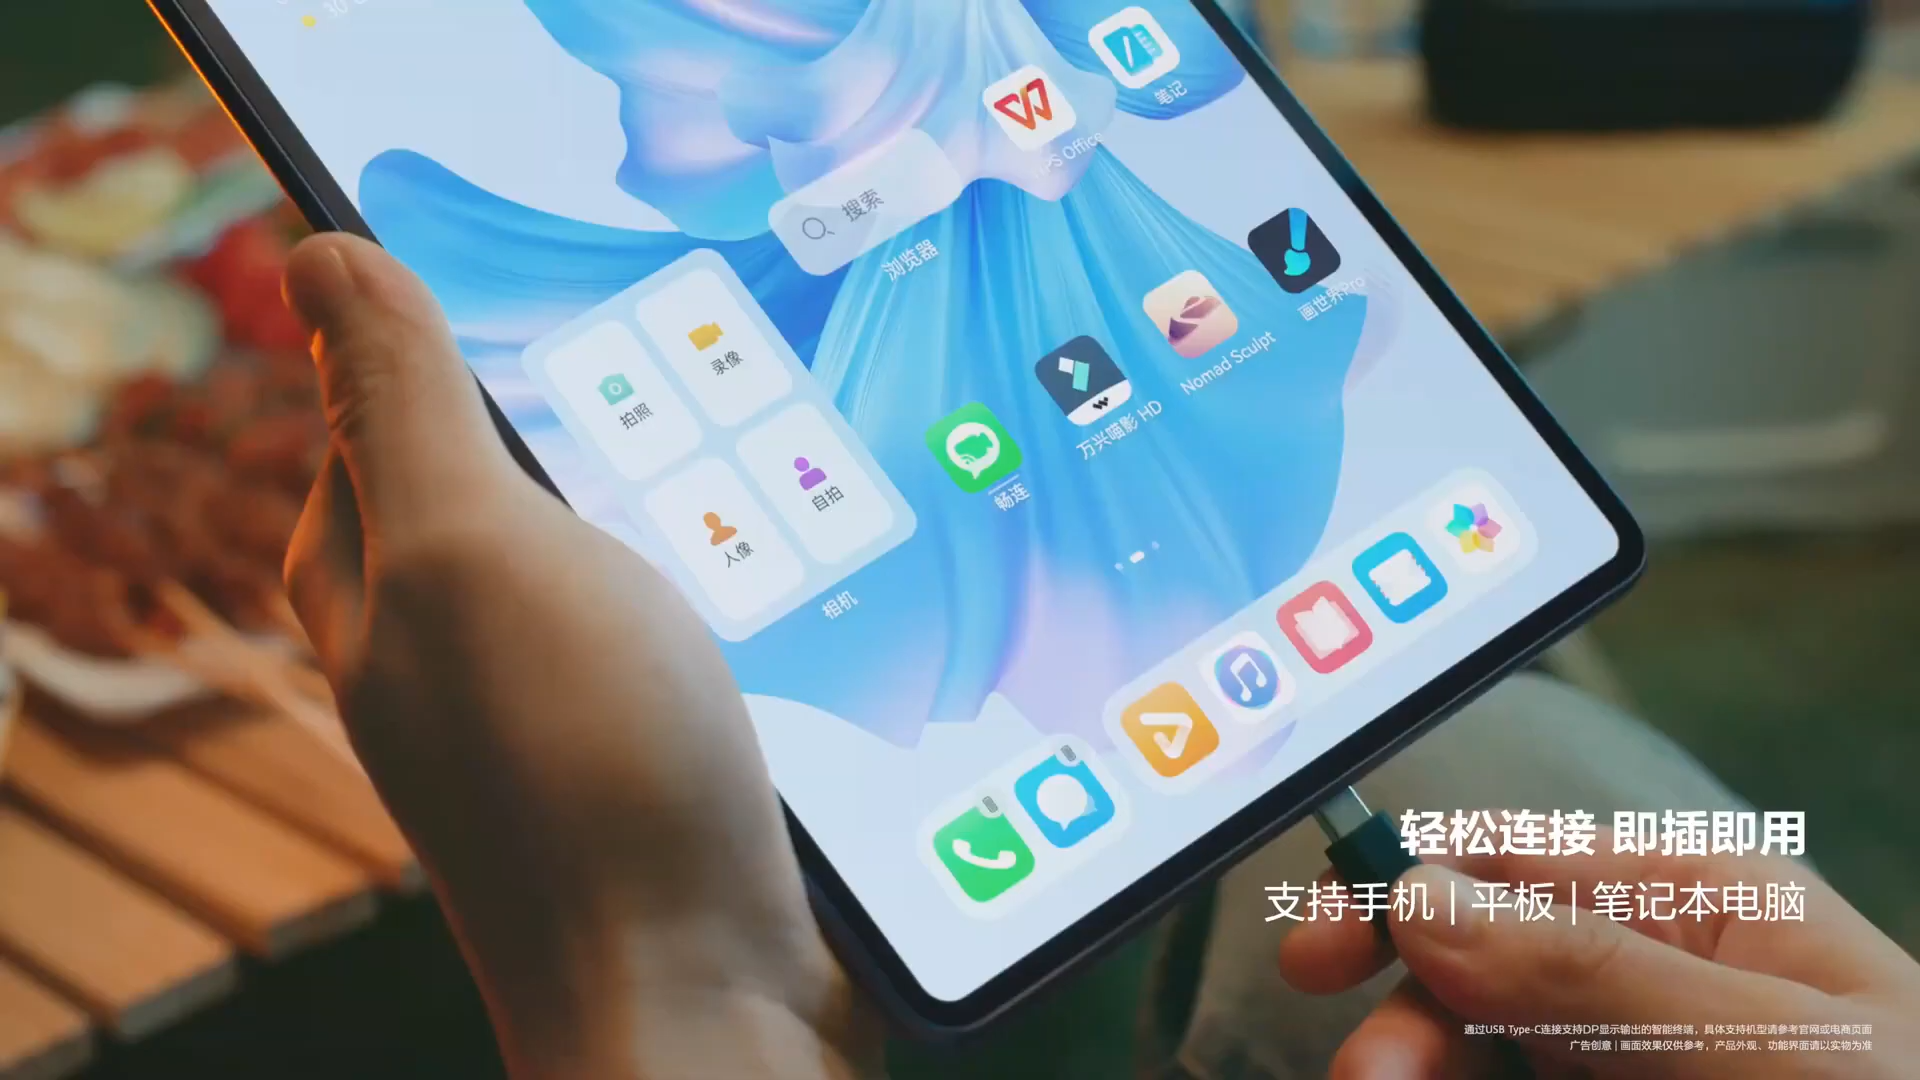 30°
笔记
WPS Office
搜索
浏览器
画世界Pro
录像
Nomad Sculpt
拍照
万兴喵影 HD
自拍
畅连
人像
相机
轻松连接 即插即用
支持手机 | 平板 | 笔记本电脑
通过USB Type-C连接支持DP显示输出的智能终端，具体支持机型请参考官网或电商页面
广告创意 | 画面效果仅供参考，产品外观、功能界面请以实物为准